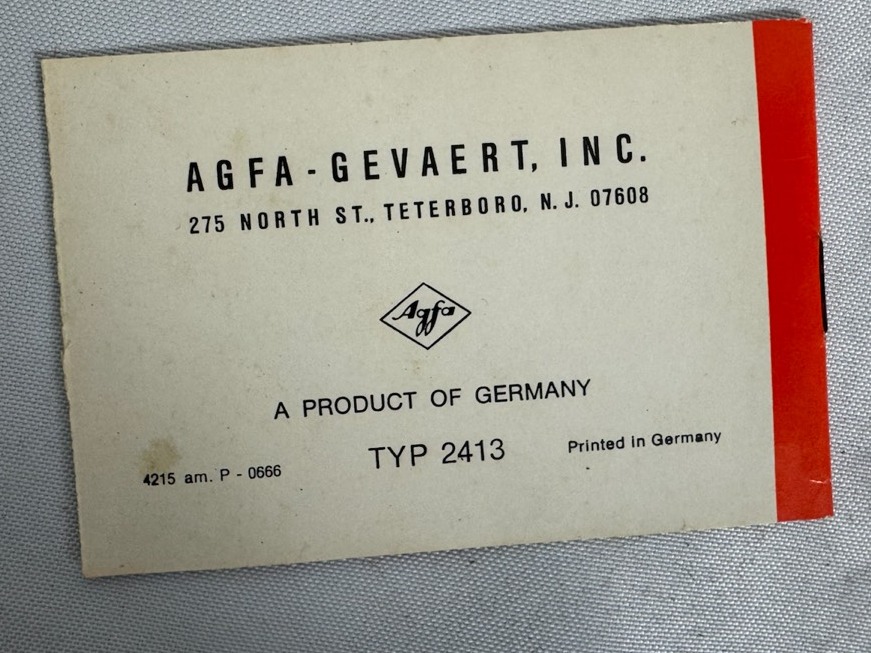 AGFA-GEVAERT, INC.
275 NORTH ST., TETERBORO, N. J. 07608
Agfa
A PRODUCT OF GERMANY
4215 am. P - 0666 TYP 2413 Printed in Germany